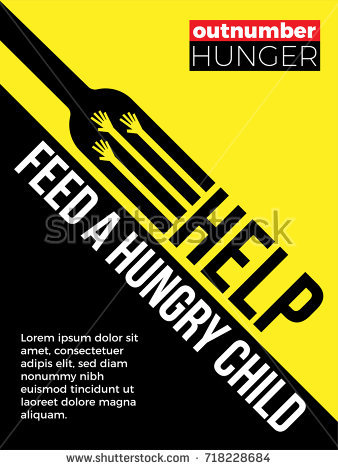 outnumber
HUNGER
HELP
FEED A HUNGRY CHILD
Lorem ipsum dolor sit
amet, consectetuer
adipiscing elit, sed diam
nonummy nibh
euismod tincidunt ut
laoreet dolore magna
aliquam.
shutterstock
www.shutterstock.com · 718228684